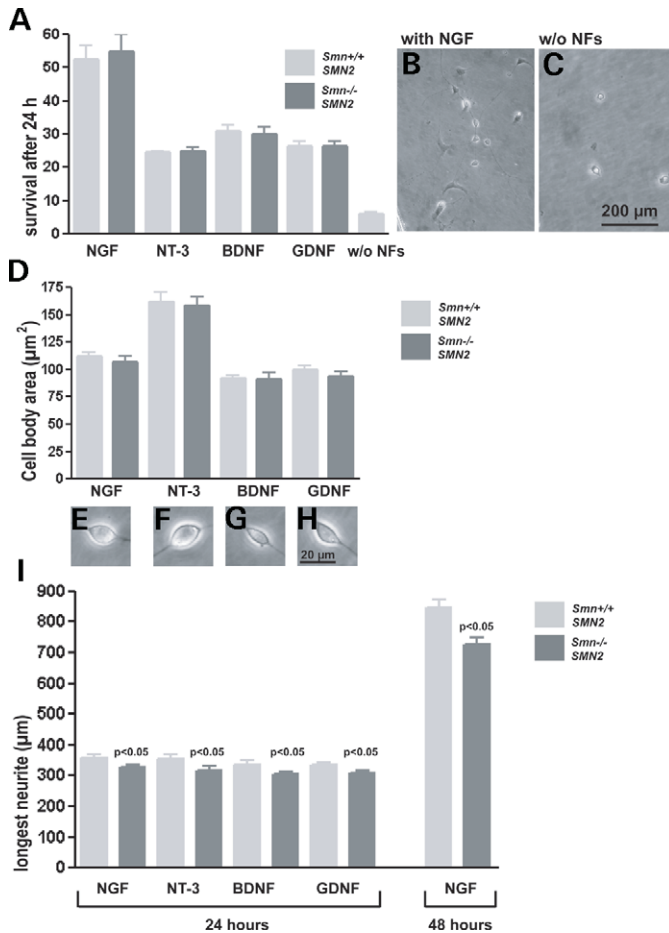 A
60
50
40
30
20
10
0
survival after 24 h
Smn+/+
SMN2
Smn-/-
SMN2
NGF NT-3 BDNF GDNF w/o NFs
with NGF w/o NFs
B C
200 µm
D
175
150
125
100
75
50
25
0
Cell body area (µm2)
Smn+/+
SMN2
Smn-/-
SMN2
NGF NT-3 BDNF GDNF
E F G H
20 µm
I
900
800
700
600
500
400
300
200
100
0
longest neurite (µm)
Smn+/+
SMN2
Smn-/-
SMN2
p<0.05
p<0.05 p<0.05 p<0.05 p<0.05
NGF NT-3 BDNF GDNF NGF
24 hours 48 hours